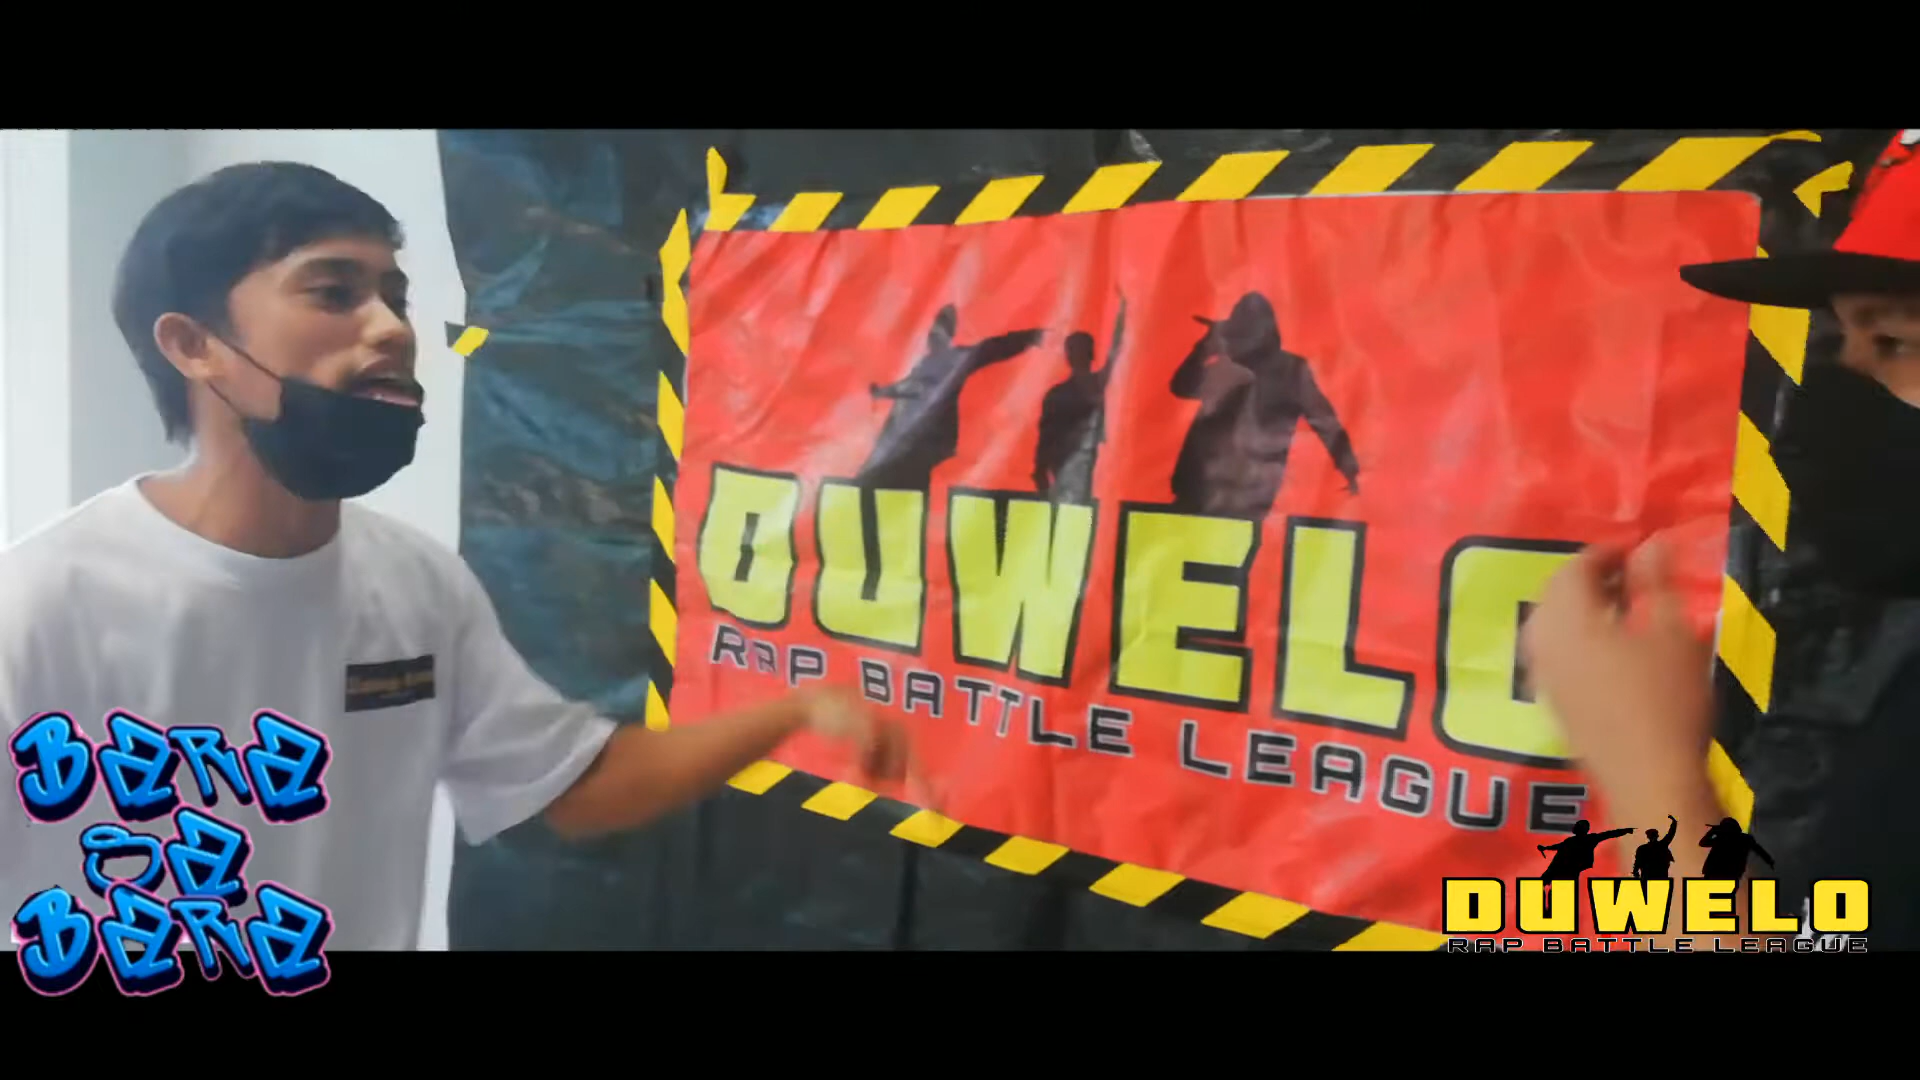 DUWELO
RAP BATTLE LEAGUE
BARA
SA
BARA
DUWELO
RAP BATTLE LEAGUE